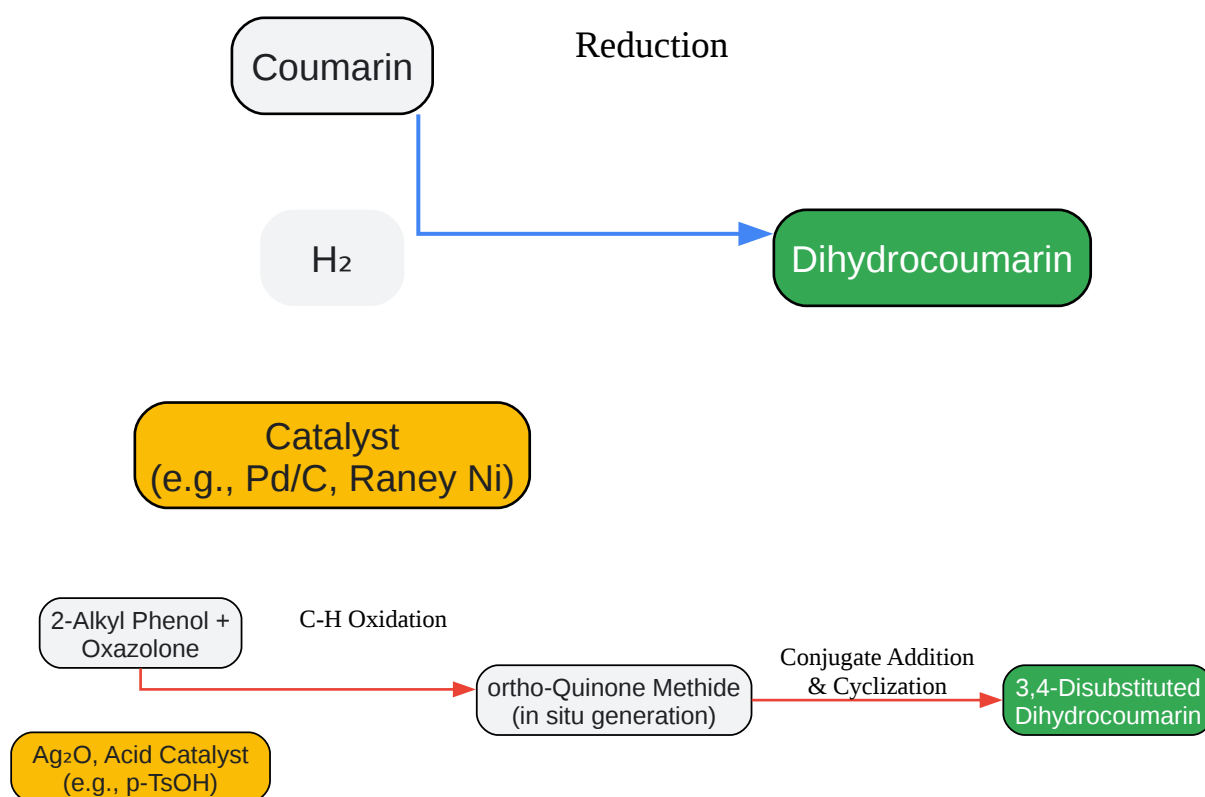 Coumarin
Reduction
H₂
Dihydrocoumarin
Catalyst
(e.g., Pd/C, Raney Ni)
2-Alkyl Phenol +
Oxazolone
C-H Oxidation
ortho-Quinone Methide
(in situ generation)
Conjugate Addition
& Cyclization
3,4-Disubstituted
Dihydrocoumarin
Ag₂O, Acid Catalyst
(e.g., p-TsOH)